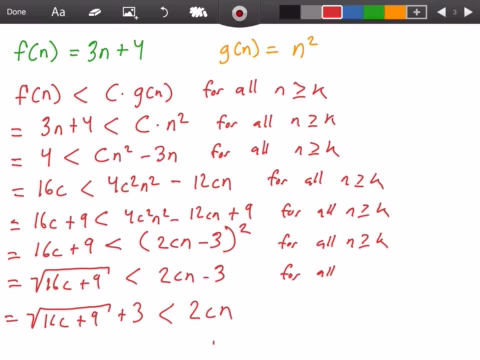 Done Aa 3
f(n) = 3n+4 g(n) = n²
f(n) < C · g(n) for all n ≥ k
= 3n+4 < C · n² for all n ≥ k
= 4 < Cn² - 3n for all n ≥ k
= 16c < 4c²n² - 12cn for all n ≥ k
= 16c + 9 < 4c²n² - 12cn + 9 for all n ≥ k
= 16c + 9 < (2cn - 3)² for all n ≥ k
= √(16c + 9) < 2cn - 3 for all
= √(16c + 9) + 3 < 2cn